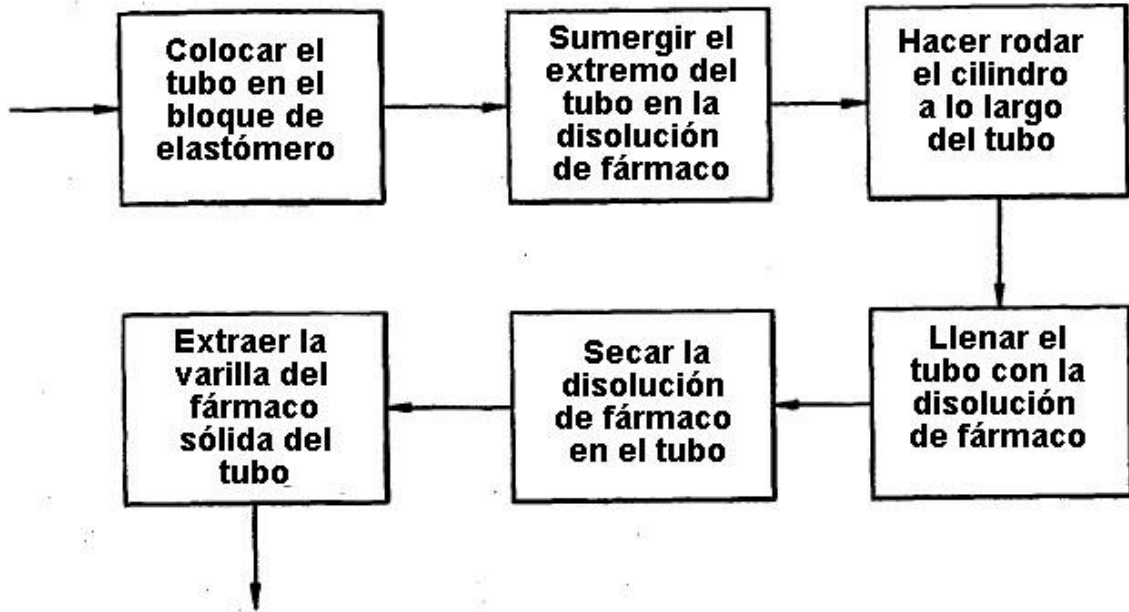 Colocar el
tubo en el
bloque de
elastómero
Sumergir el
extremo del
tubo en la
disolución
de fármaco
Hacer rodar
el cilindro
a lo largo
del tubo
Llenar el
tubo con la
disolución
de fármaco
Secar la
disolución
de fármaco
en el tubo
Extraer la
varilla del
fármaco
sólida del
tubo